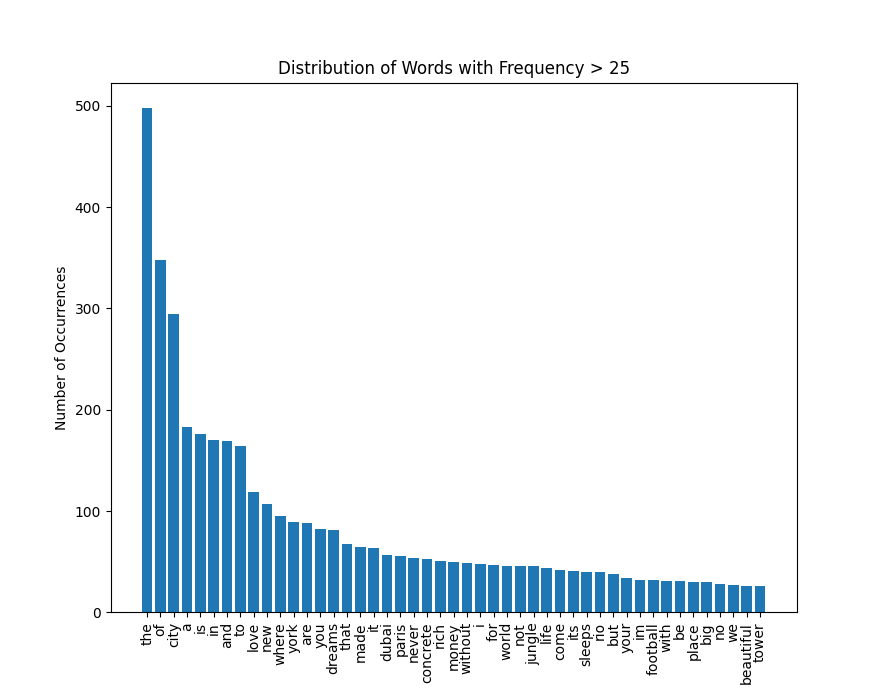 Distribution of Words with Frequency > 25
Number of Occurrences
500
400
300
200
100
0
the
of
city
a
is
in
and
to
love
new
where
york
are
you
dreams
that
made
it
dubai
paris
never
concrete
rich
money
without
i
for
world
not
jungle
life
come
its
sleeps
rio
but
your
im
football
with
be
place
big
no
we
beautiful
tower